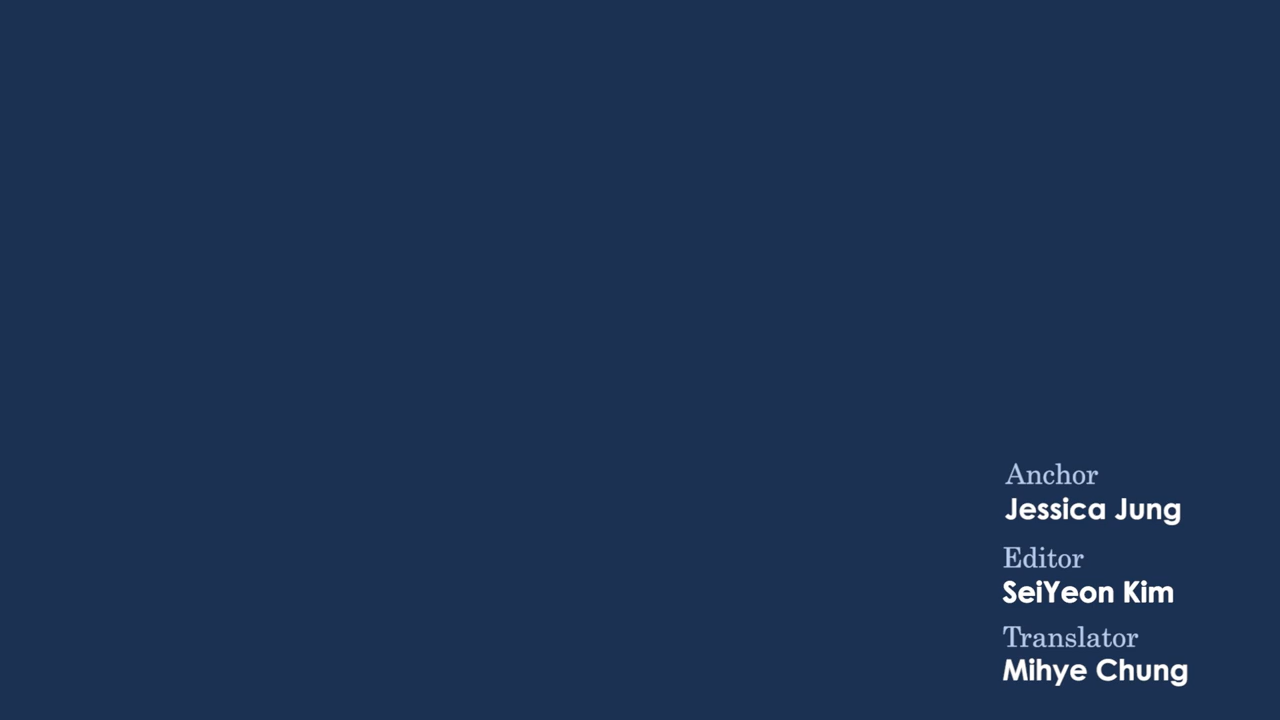 Anchor
Jessica Jung
Editor
SeiYeon Kim
Translator
Mihye Chung